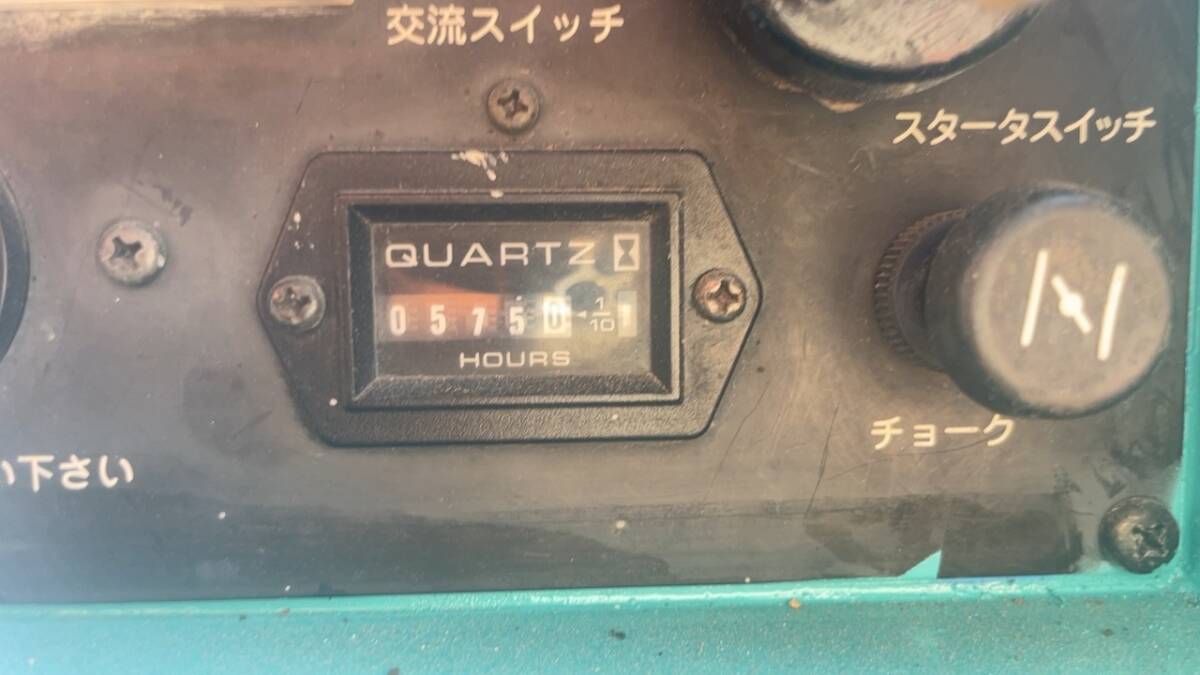 交流スイッチ
スタータスイッチ
QUARTZ
05750 1/10
HOURS
チョーク
い下さい